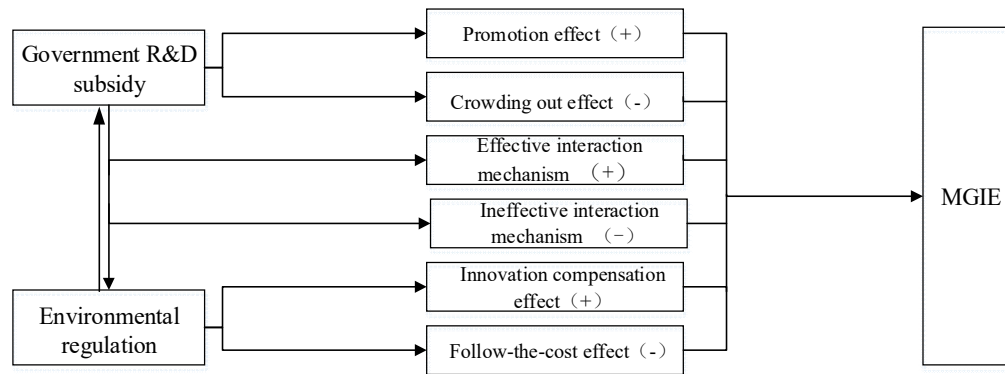 Government R&D
subsidy
Environmental
regulation
Promotion effect（+）
Crowding out effect（-）
Effective interaction
mechanism （+）
Ineffective interaction
mechanism （−）
Innovation compensation
effect（+）
Follow-the-cost effect（-）
MGIE